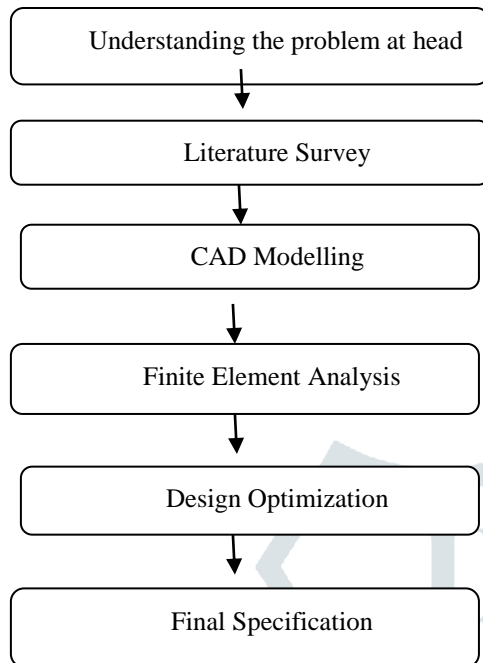 Understanding the problem at head
Literature Survey
CAD Modelling
Finite Element Analysis
Design Optimization
Final Specification